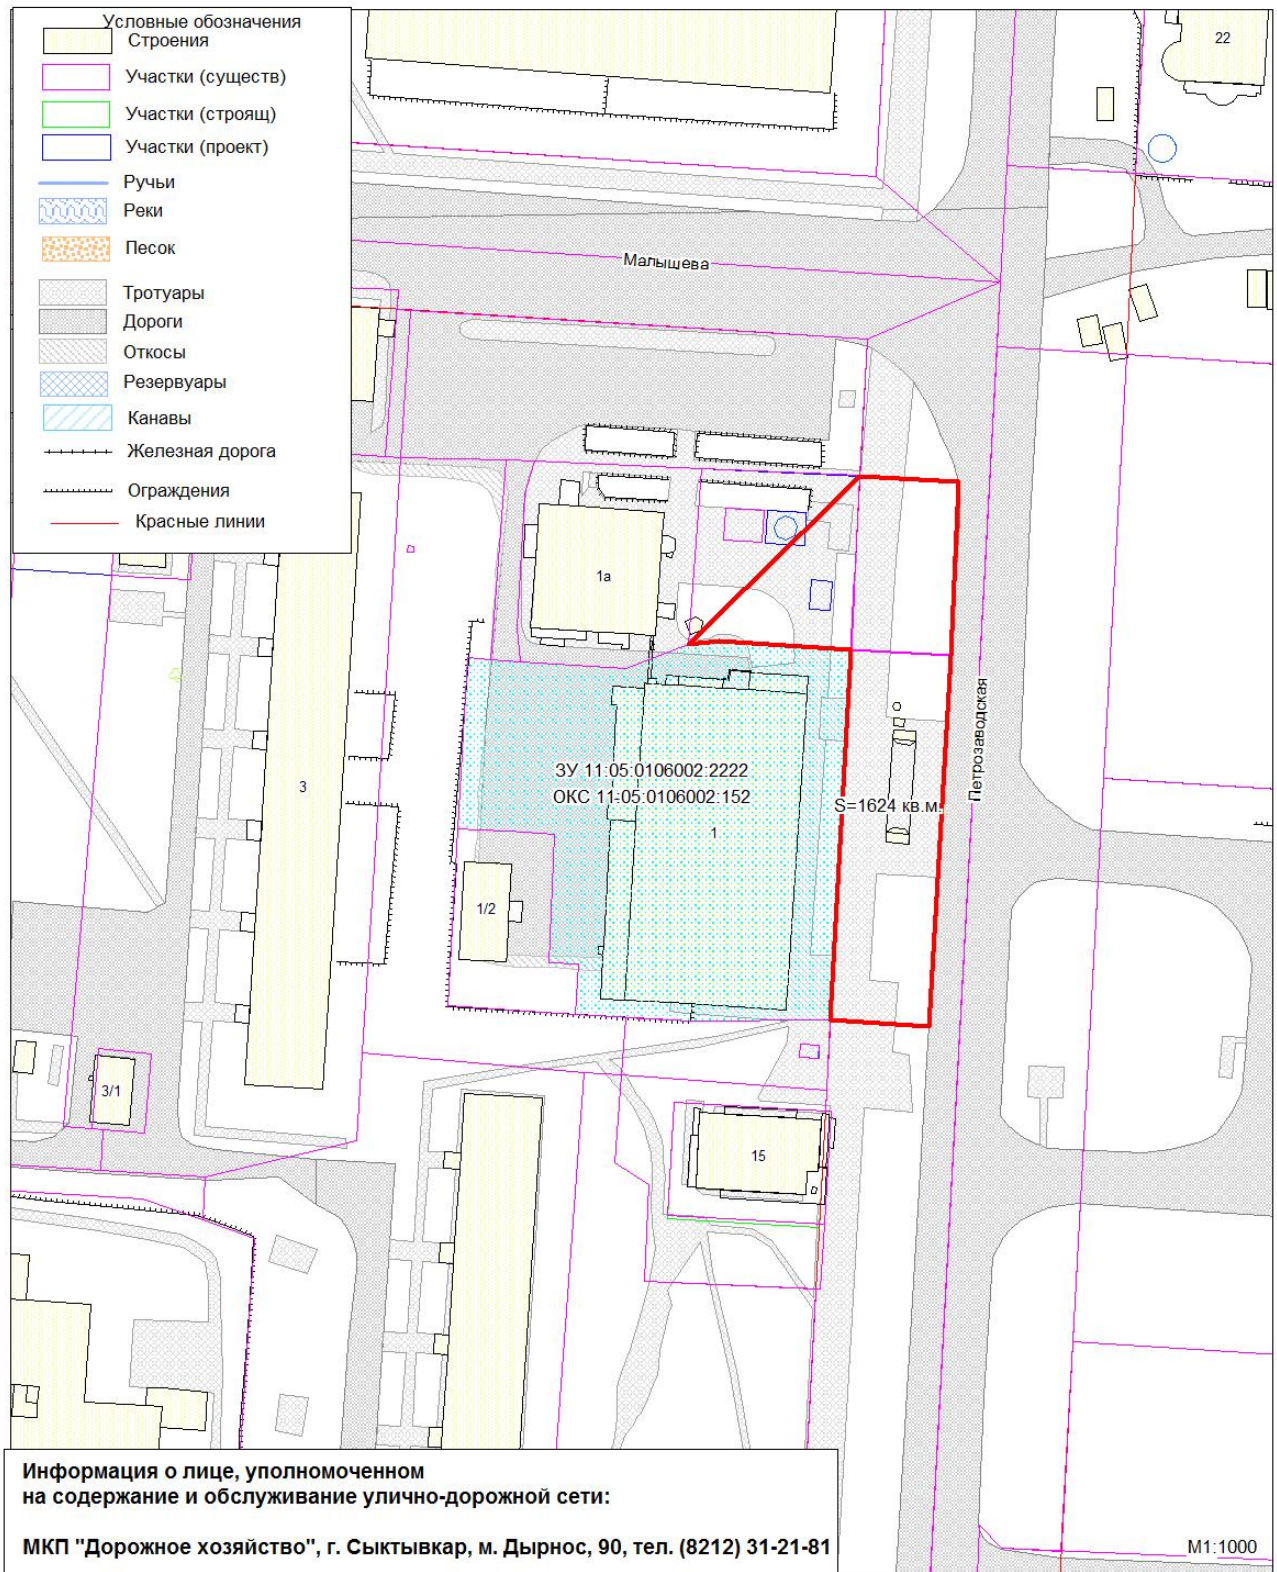 Условные обозначения
Строения
Участки (существ)
Участки (строящ)
Участки (проект)
Ручьи
Реки
Песок
Тротуары
Дороги
Откосы
Резервуары
Канавы
Железная дорога
Ограждения
Красные линии
22
Малышева
1а
Петрозаводская
ЗУ 11:05:0106002:2222
ОКС 11-05:0106002:152
S=1624 кв.м.
3
1
1/2
3/1
15
Информация о лице, уполномоченном
на содержание и обслуживание улично-дорожной сети:
МКП "Дорожное хозяйство", г. Сыктывкар, м. Дырнос, 90, тел. (8212) 31-21-81
М1:1000